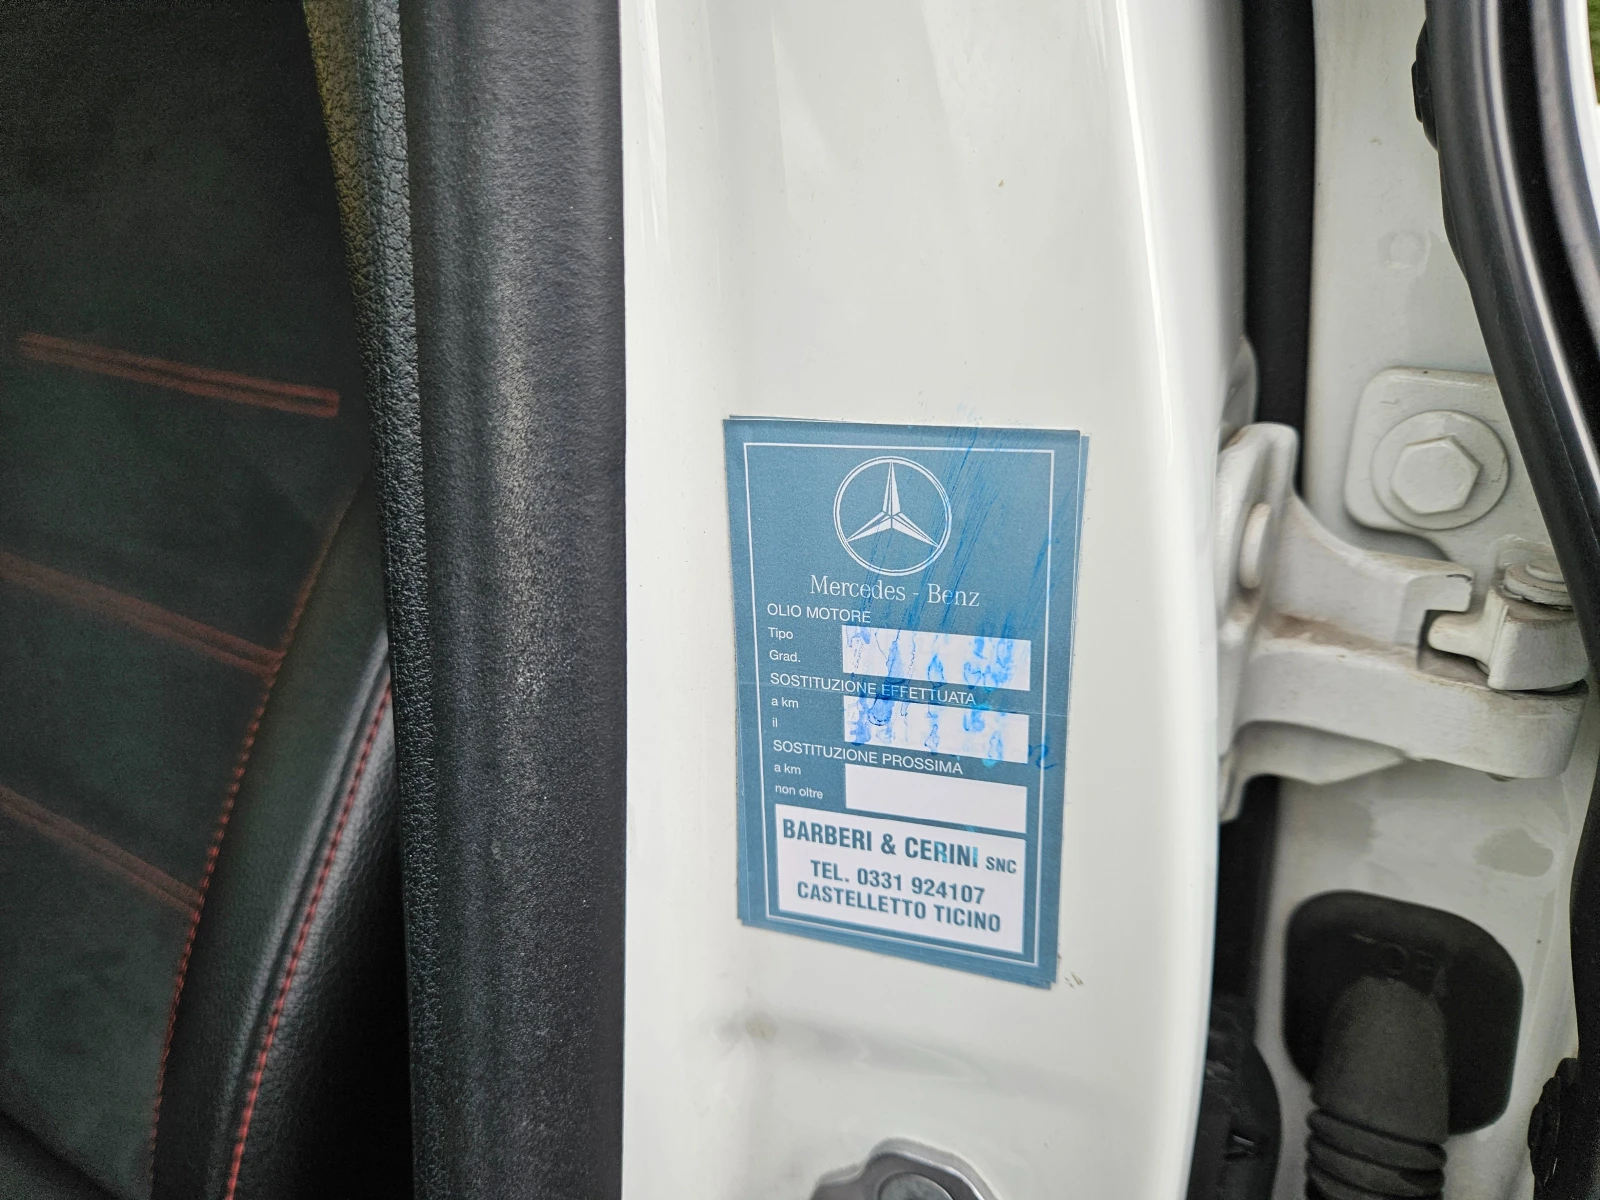 Mercedes - Benz
OLIO MOTORE
Tipo
Grad.
SOSTITUZIONE EFFETTUATA
a km
il
SOSTITUZIONE PROSSIMA
a km
non oltre
BARBERI & CERINI SNC
TEL. 0331 924107
CASTELLETTO TICINO